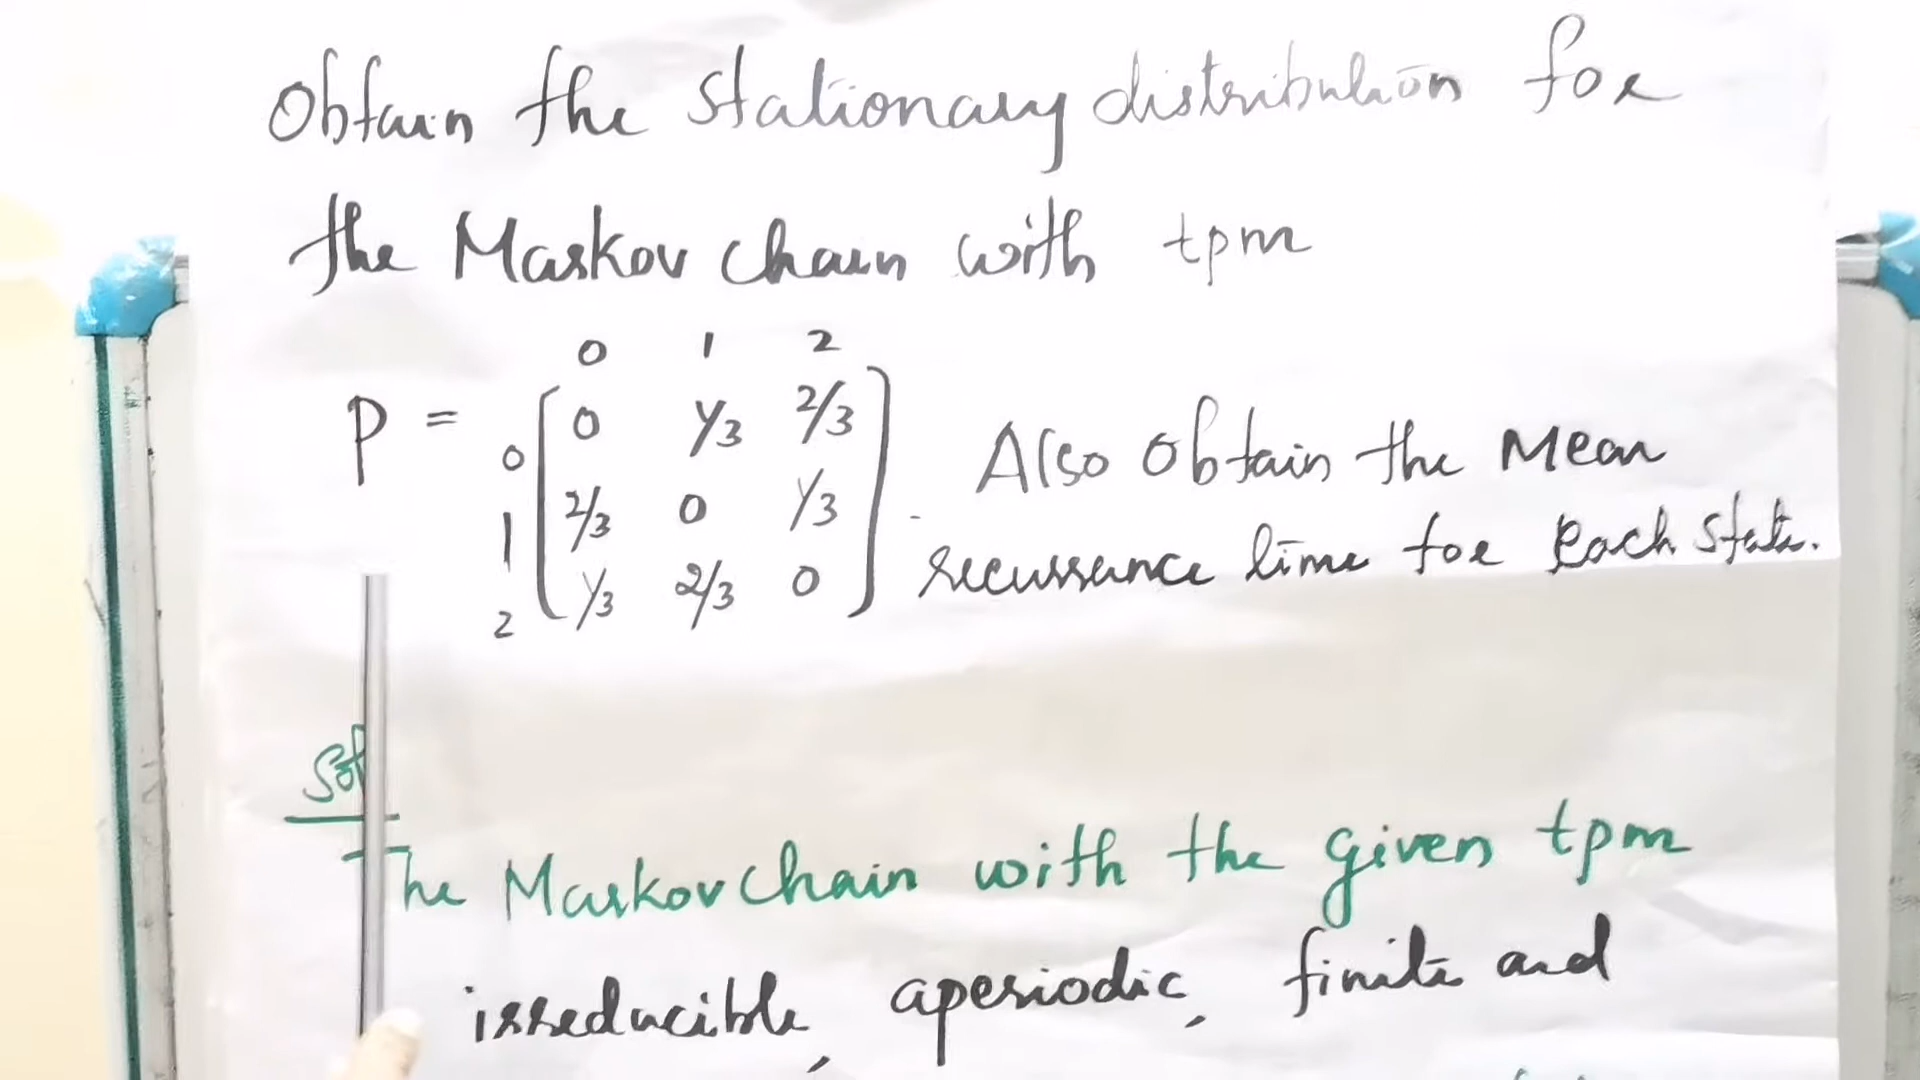 Obtain the stationary distribution for
the Markov chain with tpm
0 1 2
P = 0 [ 0 1/3 2/3 ]
1 [ 2/3 0 1/3 ] .
2 [ 1/3 2/3 0 ]
Also obtain the Mean
recurrence time for each state.
Sol
The Markov chain with the given tpm
irreducible, aperiodic, finite and